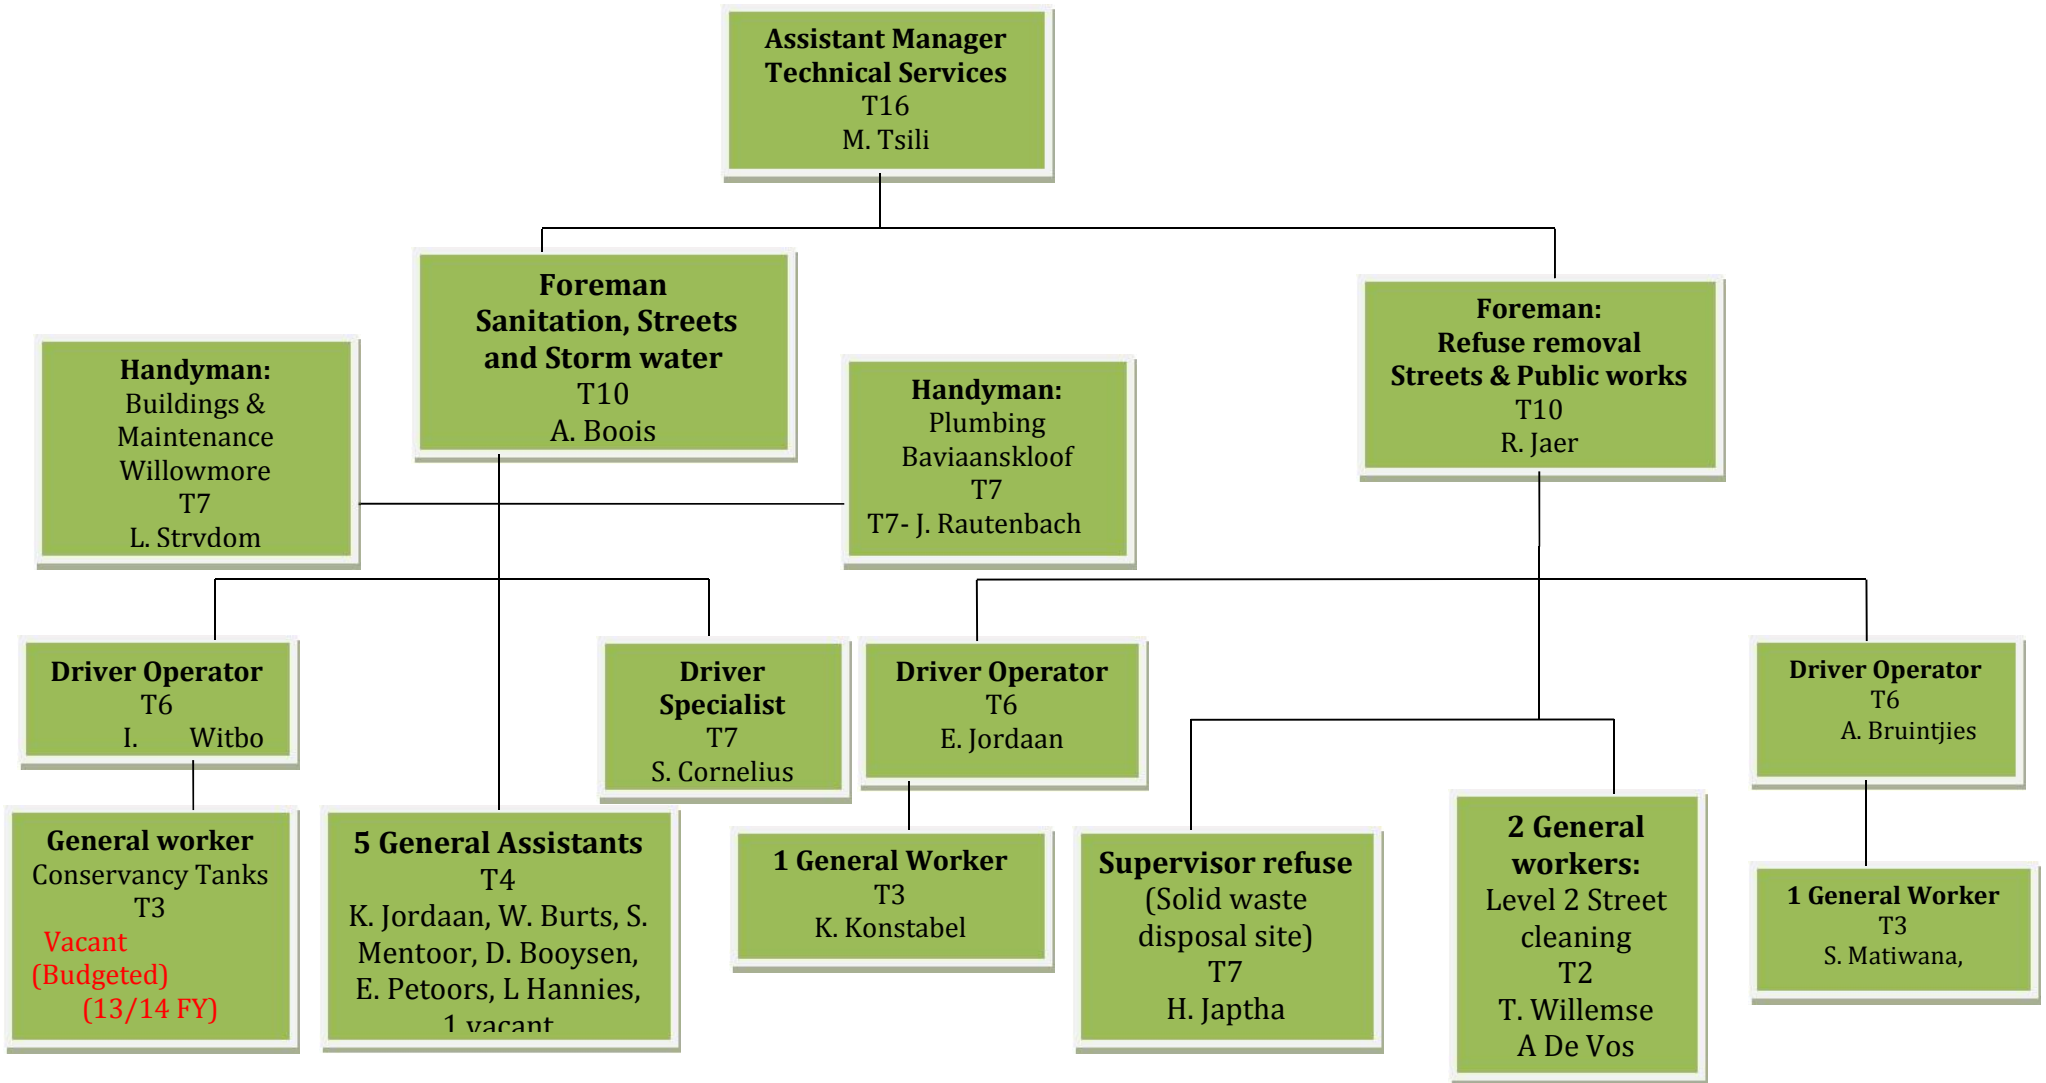 Assistant Manager
Technical Services
T16
M. Tsili
Foreman
Sanitation, Streets
and Storm water
T10
A. Boois
Foreman:
Refuse removal
Streets & Public works
T10
R. Jaer
Handyman:
Buildings &
Maintenance
Willowmore
T7
L. Strvdom
Handyman:
Plumbing
Baviaanskloof
T7
T7- J. Rautenbach
Driver Operator
T6
I. Witbo
Driver
Specialist
T7
S. Cornelius
Driver Operator
T6
E. Jordaan
Driver Operator
T6
A. Bruintjies
General worker
Conservancy Tanks
T3
Vacant
(Budgeted)
(13/14 FY)
5 General Assistants
T4
K. Jordaan, W. Burts, S.
Mentoor, D. Booysen,
E. Petoors, L Hannies,
1 vacant
1 General Worker
T3
K. Konstabel
Supervisor refuse
(Solid waste
disposal site)
T7
H. Japtha
2 General
workers:
Level 2 Street
cleaning
T2
T. Willemse
A De Vos
1 General Worker
T3
S. Matiwana,